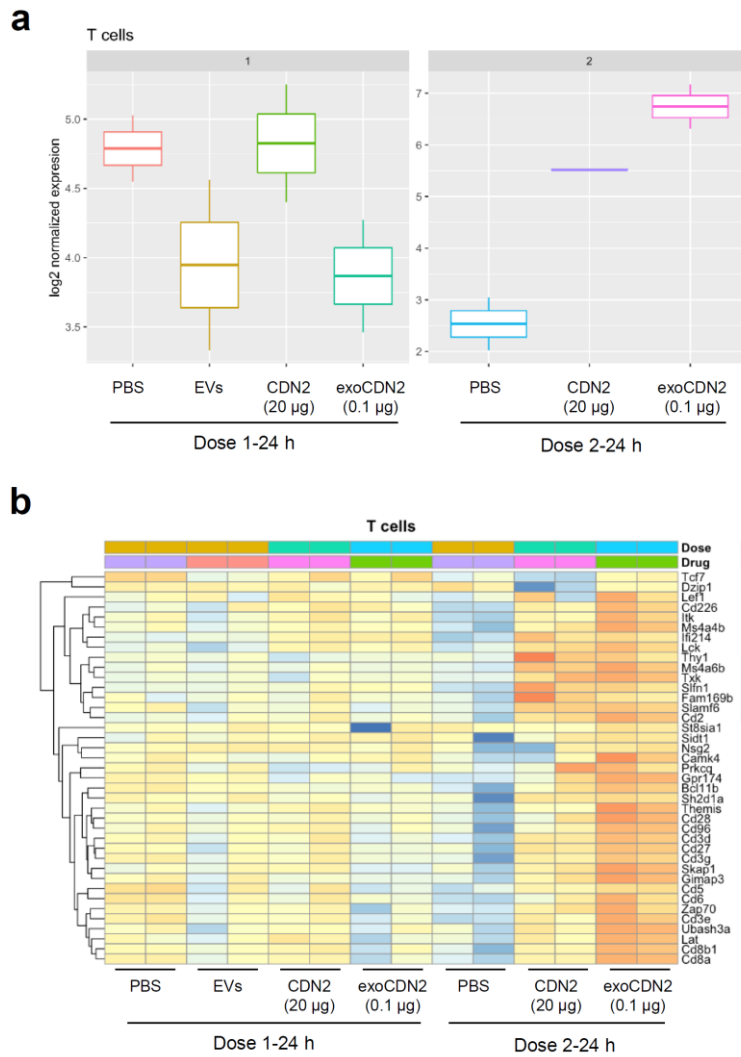 a
T cells
1
2
log2 normalized expresion
5.0
4.5
4.0
3.5
7
6
5
4
3
2
PBS
EVs
CDN2
(20 µg)
exoCDN2
(0.1 µg)
PBS
CDN2
(20 µg)
exoCDN2
(0.1 µg)
Dose 1-24 h
Dose 2-24 h
b
T cells
Dose
Drug
Tcf7
Dzip1
Lef1
Cd226
Itk
Ms4a4b
Ifi214
Lck
Thy1
Ms4a6b
Txk
Slfn1
Fam169b
Slamf6
Cd2
St8sia1
Sidt1
Nsg2
Camk4
Prkcq
Gpr174
Bcl11b
Sh2d1a
Themis
Cd28
Cd96
Cd3d
Cd27
Cd3g
Skap1
Gimap3
Cd5
Cd6
Zap70
Cd3e
Ubash3a
Lat
Cd8b1
Cd8a
PBS
EVs
CDN2
(20 µg)
exoCDN2
(0.1 µg)
PBS
CDN2
(20 µg)
exoCDN2
(0.1 µg)
Dose 1-24 h
Dose 2-24 h